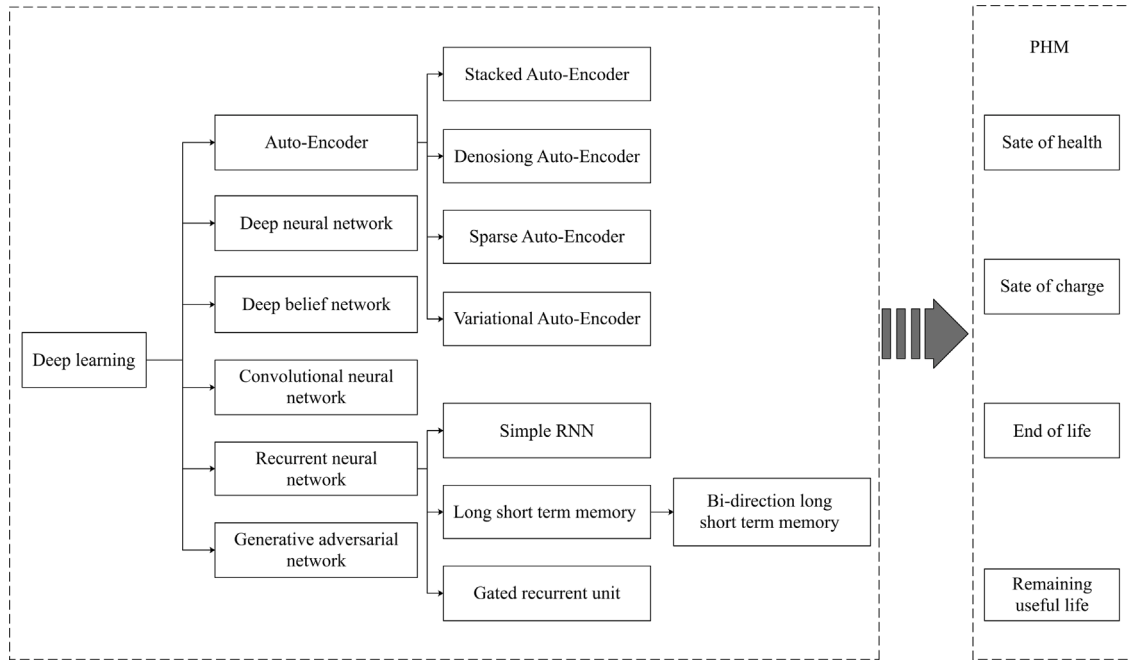 Deep learning
Auto-Encoder
Deep neural network
Deep belief network
Convolutional neural
network
Recurrent neural
network
Generative adversarial
network
Stacked Auto-Encoder
Denosiong Auto-Encoder
Sparse Auto-Encoder
Variational Auto-Encoder
Simple RNN
Long short term memory
Gated recurrent unit
Bi-direction long
short term memory
PHM
Sate of health
Sate of charge
End of life
Remaining
useful life